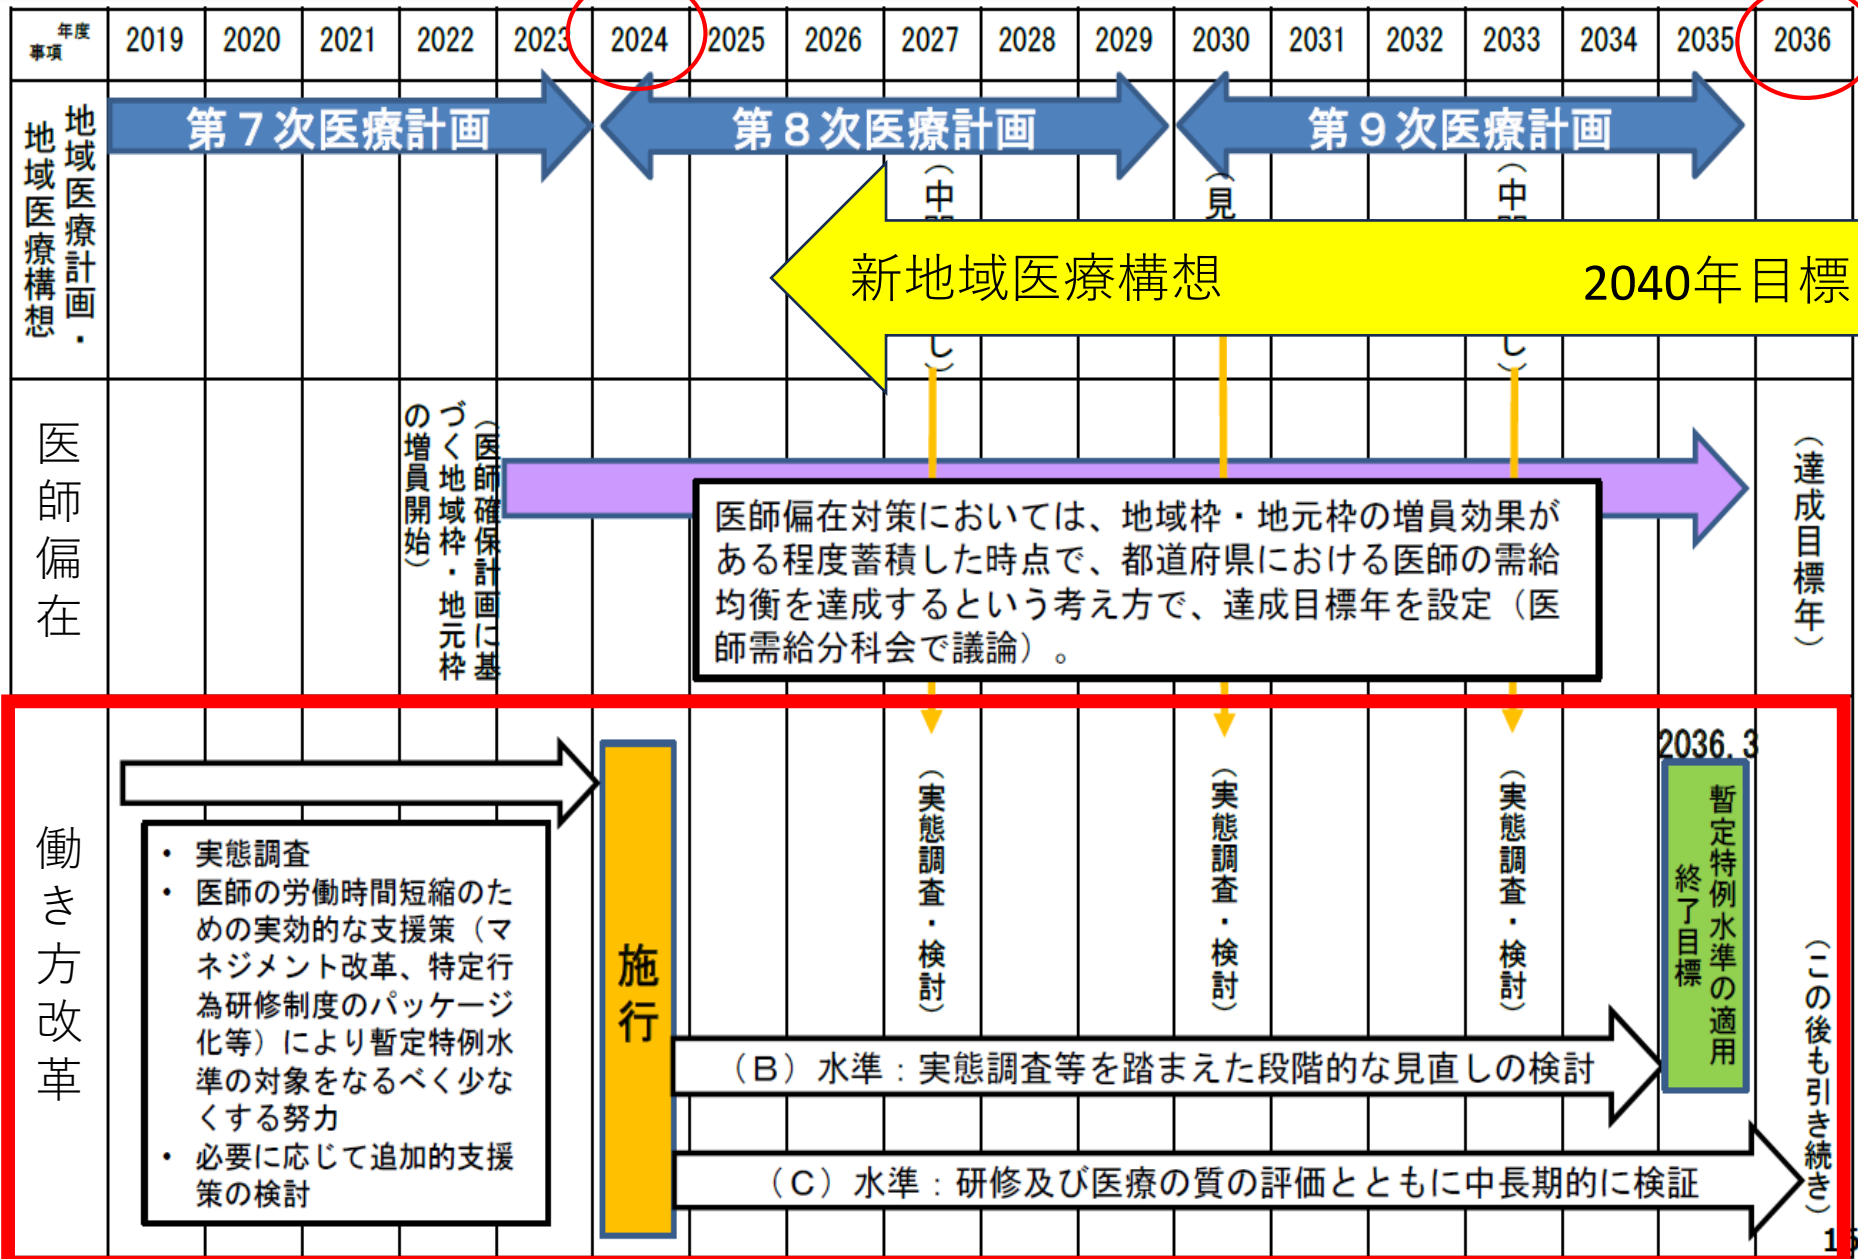 年度
事項
2019 2020 2021 2022 2023 2024 2025 2026 2027 2028 2029 2030 2031 2032 2033 2034 2035 2036
地域医療計画・
地域医療構想
第７次医療計画
第８次医療計画
第９次医療計画
（中
し）
（見
（中
し）
新地域医療構想
2040年目標
医師偏在
（医師確保計画に基
づく地域枠・地元枠
の増員開始）
医師偏在対策においては、地域枠・地元枠の増員効果が
ある程度蓄積した時点で、都道府県における医師の需給
均衡を達成するという考え方で、達成目標年を設定（医
師需給分科会で議論）。
（達成目標年）
働き方改革
・ 実態調査
・ 医師の労働時間短縮のた
めの実効的な支援策（マ
ネジメント改革、特定行
為研修制度のパッケージ
化等）により暫定特例水
準の対象をなるべく少な
くする努力
・ 必要に応じて追加的支援
策の検討
施行
（実態調査・検討）
（実態調査・検討）
（実態調査・検討）
2036.3
暫定特例水準の適用
終了目標
（Ｂ）水準：実態調査等を踏まえた段階的な見直しの検討
（Ｃ）水準：研修及び医療の質の評価とともに中長期的に検証
（この後も引き続き）
15